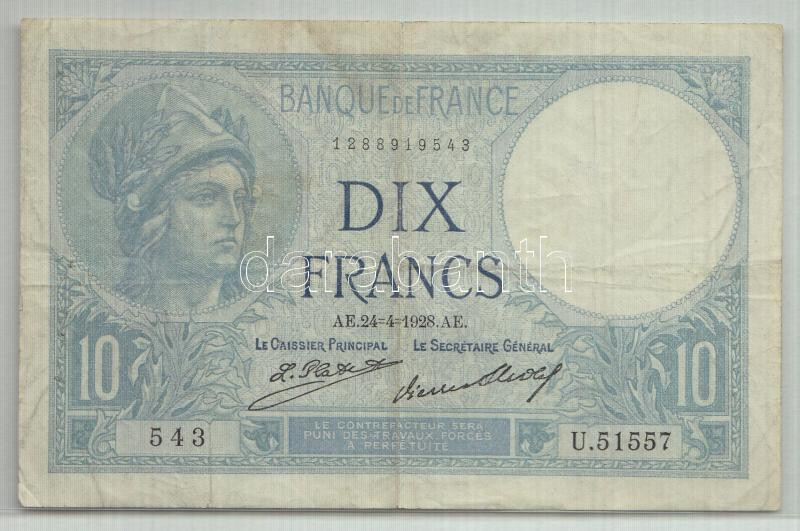 BANQUE DE FRANCE
1288919543
DIX
FRANCS
darabanth
AE.24=4=1928.AE.
LE CAISSIER PRINCIPAL LE SECRÉTAIRE GÉNÉRAL
10 10
543 U.51557
LE CONTREFACTEUR SERA
PUNI DES TRAVAUX FORCÉS
À PERPÉTUITÉ